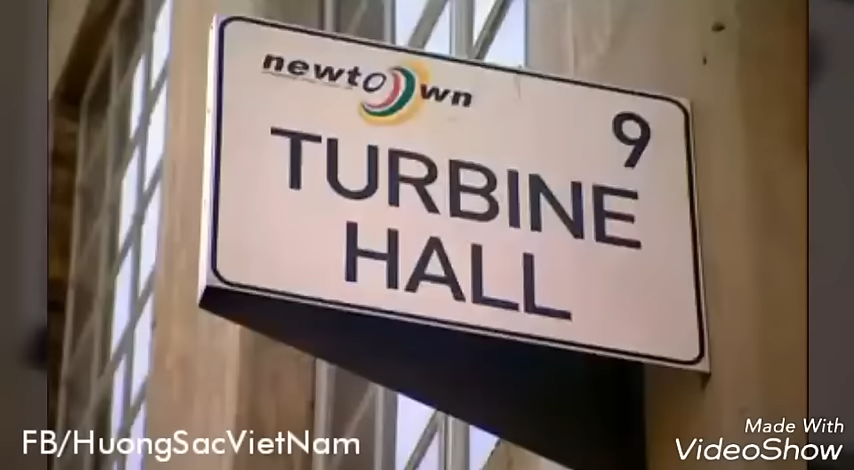 newtown
9
TURBINE
HALL
FB/HuongSacVietNam
Made With
VideoShow